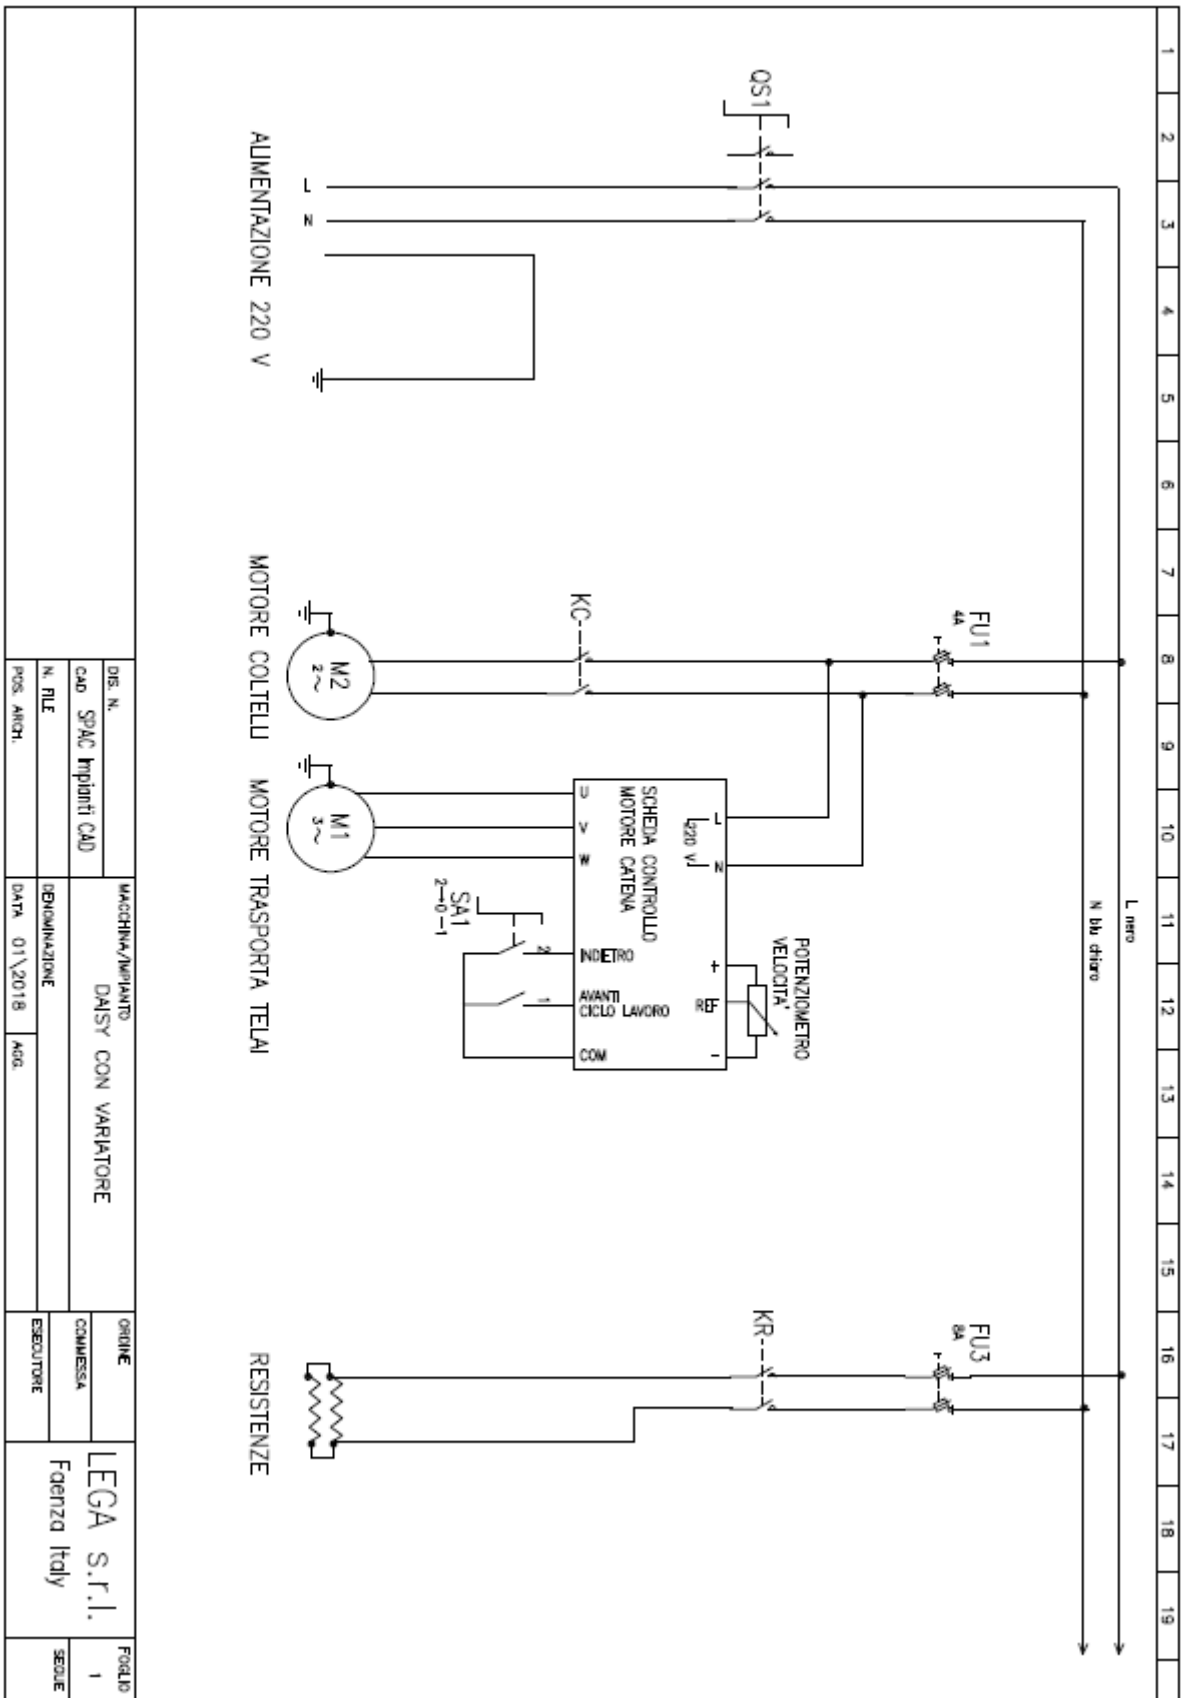 1 2 3 4 5 6 7 8 9 10 11 12 13 14 15 16 17 18 19
L nero
N blu chiaro
QS1
FU1
4A
FU3
8A
KC
KR
POTENZIOMETRO
VELOCITA'
L N + REF -
220 V
SCHEDA CONTROLLO
MOTORE CATENA
U V W
INDIETRO
AVANTI
CICLO LAVORO
COM
2 1
SA1
2→0-1
L N
M2
2~
M1
3~
ALIMENTAZIONE 220 V
MOTORE COLTELLI
MOTORE TRASPORTA TELAI
RESISTENZE
DIS. N.
CAD SPAC Impianti CAD
N. FILE
POS. ARCH.
MACCHINA/IMPIANTO
DAISY CON VARIATORE
DENOMINAZIONE
DATA 01\2018
AGG.
ORDINE
COMMESSA
ESECUTORE
LEGA s.r.l.
Faenza Italy
FOGLIO
1
SEGUE